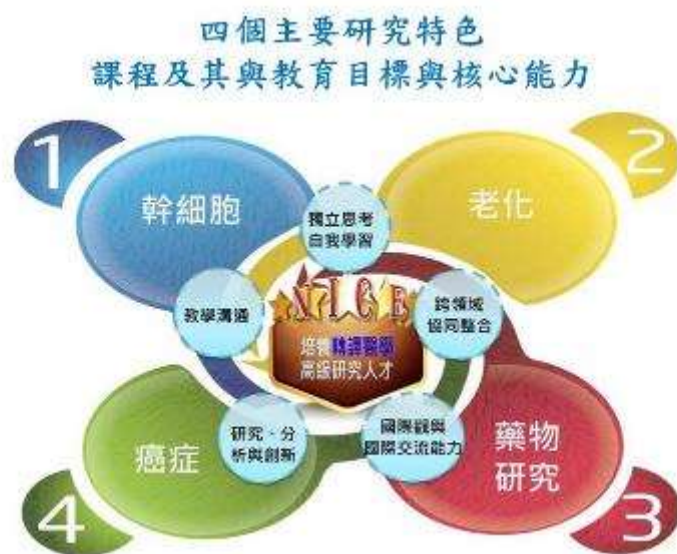 四個主要研究特色
課程及其與教育目標與核心能力
1
幹細胞
2
老化
獨立思考
自我學習
教學溝通
跨領域
協同整合
NICE
培養轉譯醫學
高級研究人才
研究、分
析與創新
國際觀與
國際交流能力
癌症
4
藥物
研究
3